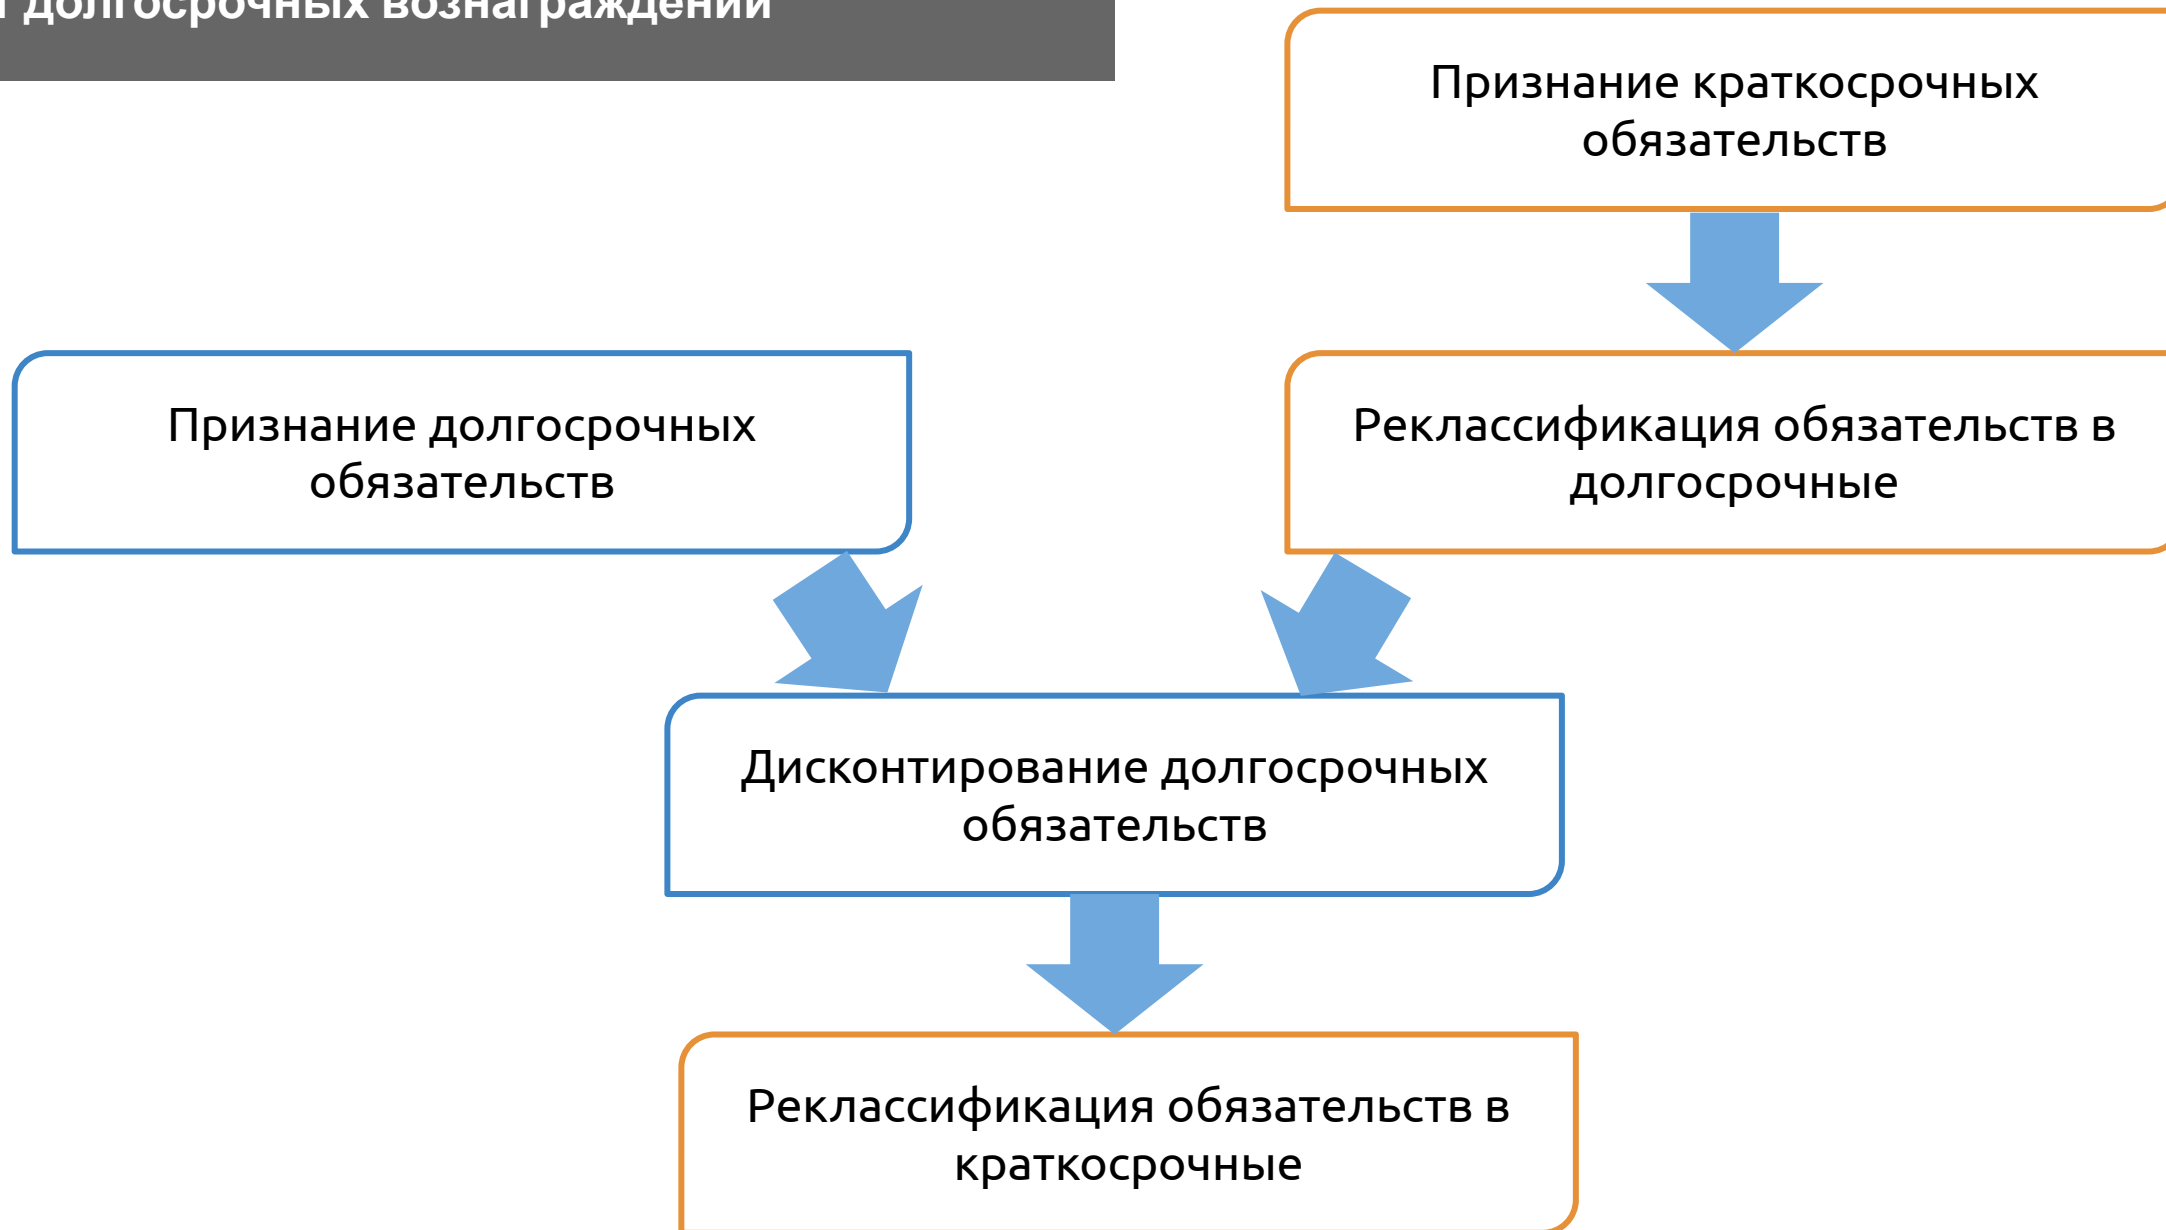 долгосрочных вознаграждений
Признание краткосрочных
обязательств
Признание долгосрочных
обязательств
Реклассификация обязательств в
долгосрочные
Дисконтирование долгосрочных
обязательств
Реклассификация обязательств в
краткосрочные